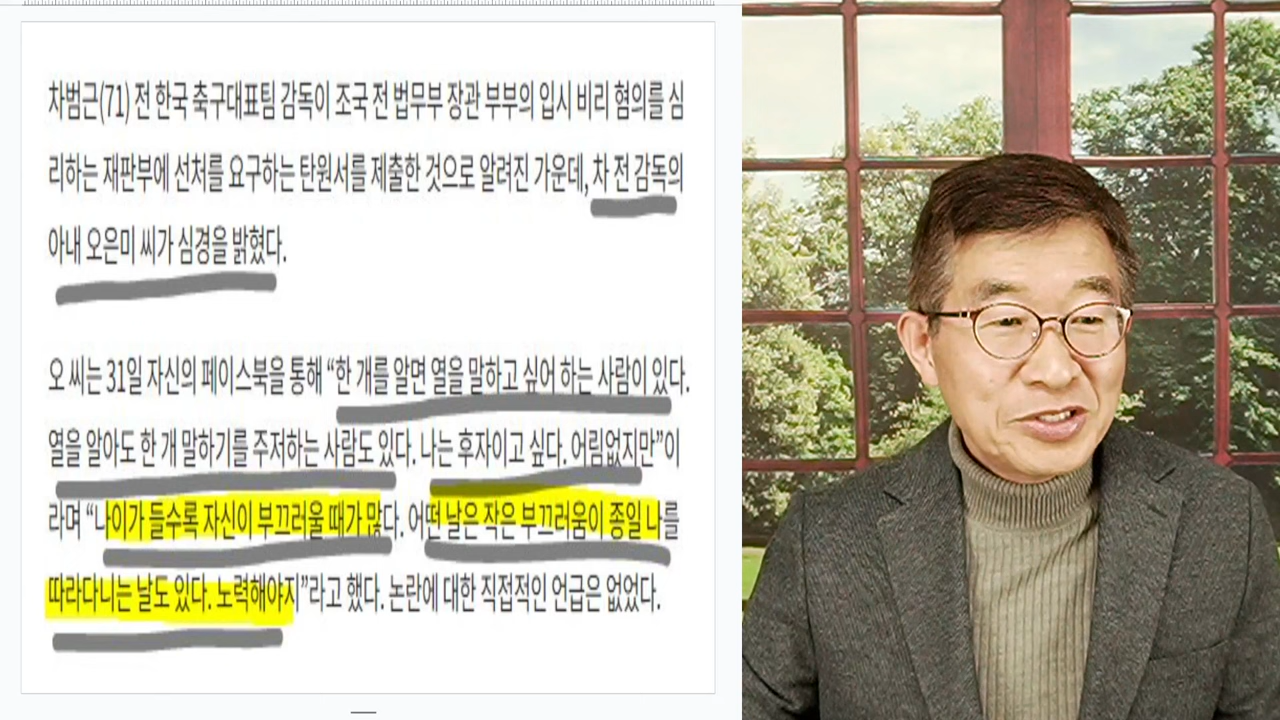 차범근(71) 전 한국 축구대표팀 감독이 조국 전 법무부 장관 부부의 입시 비리 혐의를 심
리하는 재판부에 선처를 요구하는 탄원서를 제출한 것으로 알려진 가운데, 차 전 감독의
아내 오은미 씨가 심경을 밝혔다.
오 씨는 31일 자신의 페이스북을 통해 “한 개를 알면 열을 말하고 싶어 하는 사람이 있다.
열을 알아도 한 개 말하기를 주저하는 사람도 있다. 나는 후자이고 싶다. 어림없지만”이
라며 “나이가 들수록 자신이 부끄러울 때가 많다. 어떤 날은 작은 부끄러움이 종일 나를
따라다니는 날도 있다. 노력해야지”라고 했다. 논란에 대한 직접적인 언급은 없었다.